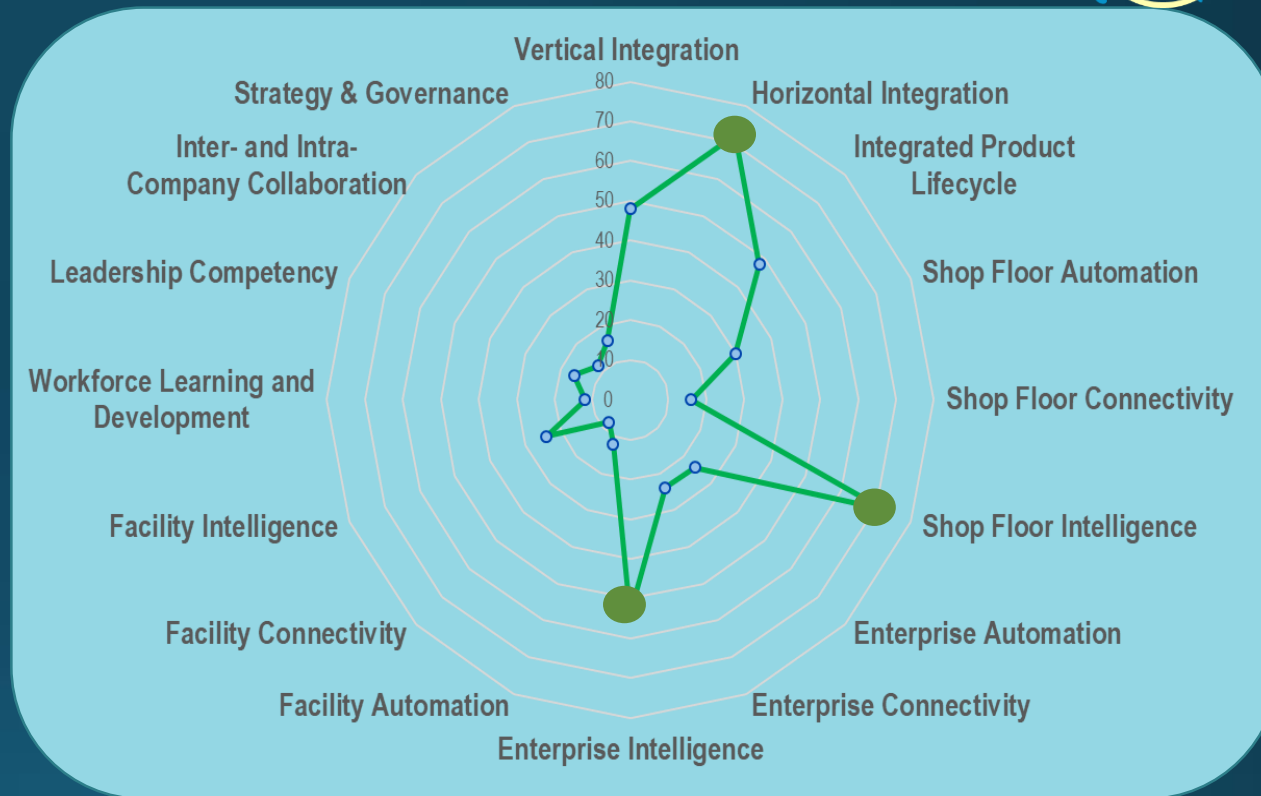 Vertical Integration
Horizontal Integration
Integrated Product
Lifecycle
Shop Floor Automation
Shop Floor Connectivity
Shop Floor Intelligence
Enterprise Automation
Enterprise Connectivity
Enterprise Intelligence
Facility Automation
Facility Connectivity
Facility Intelligence
Workforce Learning and
Development
Leadership Competency
Inter- and Intra-
Company Collaboration
Strategy & Governance
80
70
60
50
40
30
20
10
0